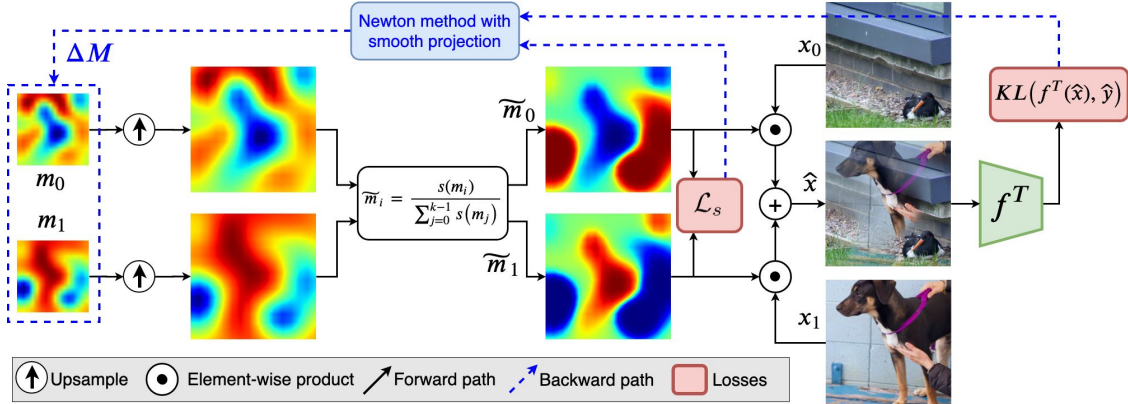 Newton method with
smooth projection
ΔM
x₀
m̃₀
KL(f^T(x̂), ŷ)
m₀
m̃ᵢ = s(mᵢ) / ∑_{j=0}^{k−1} s(mⱼ)
ℒₛ
x̂
f^T
m₁
m̃₁
x₁
Upsample Element-wise product Forward path Backward path Losses